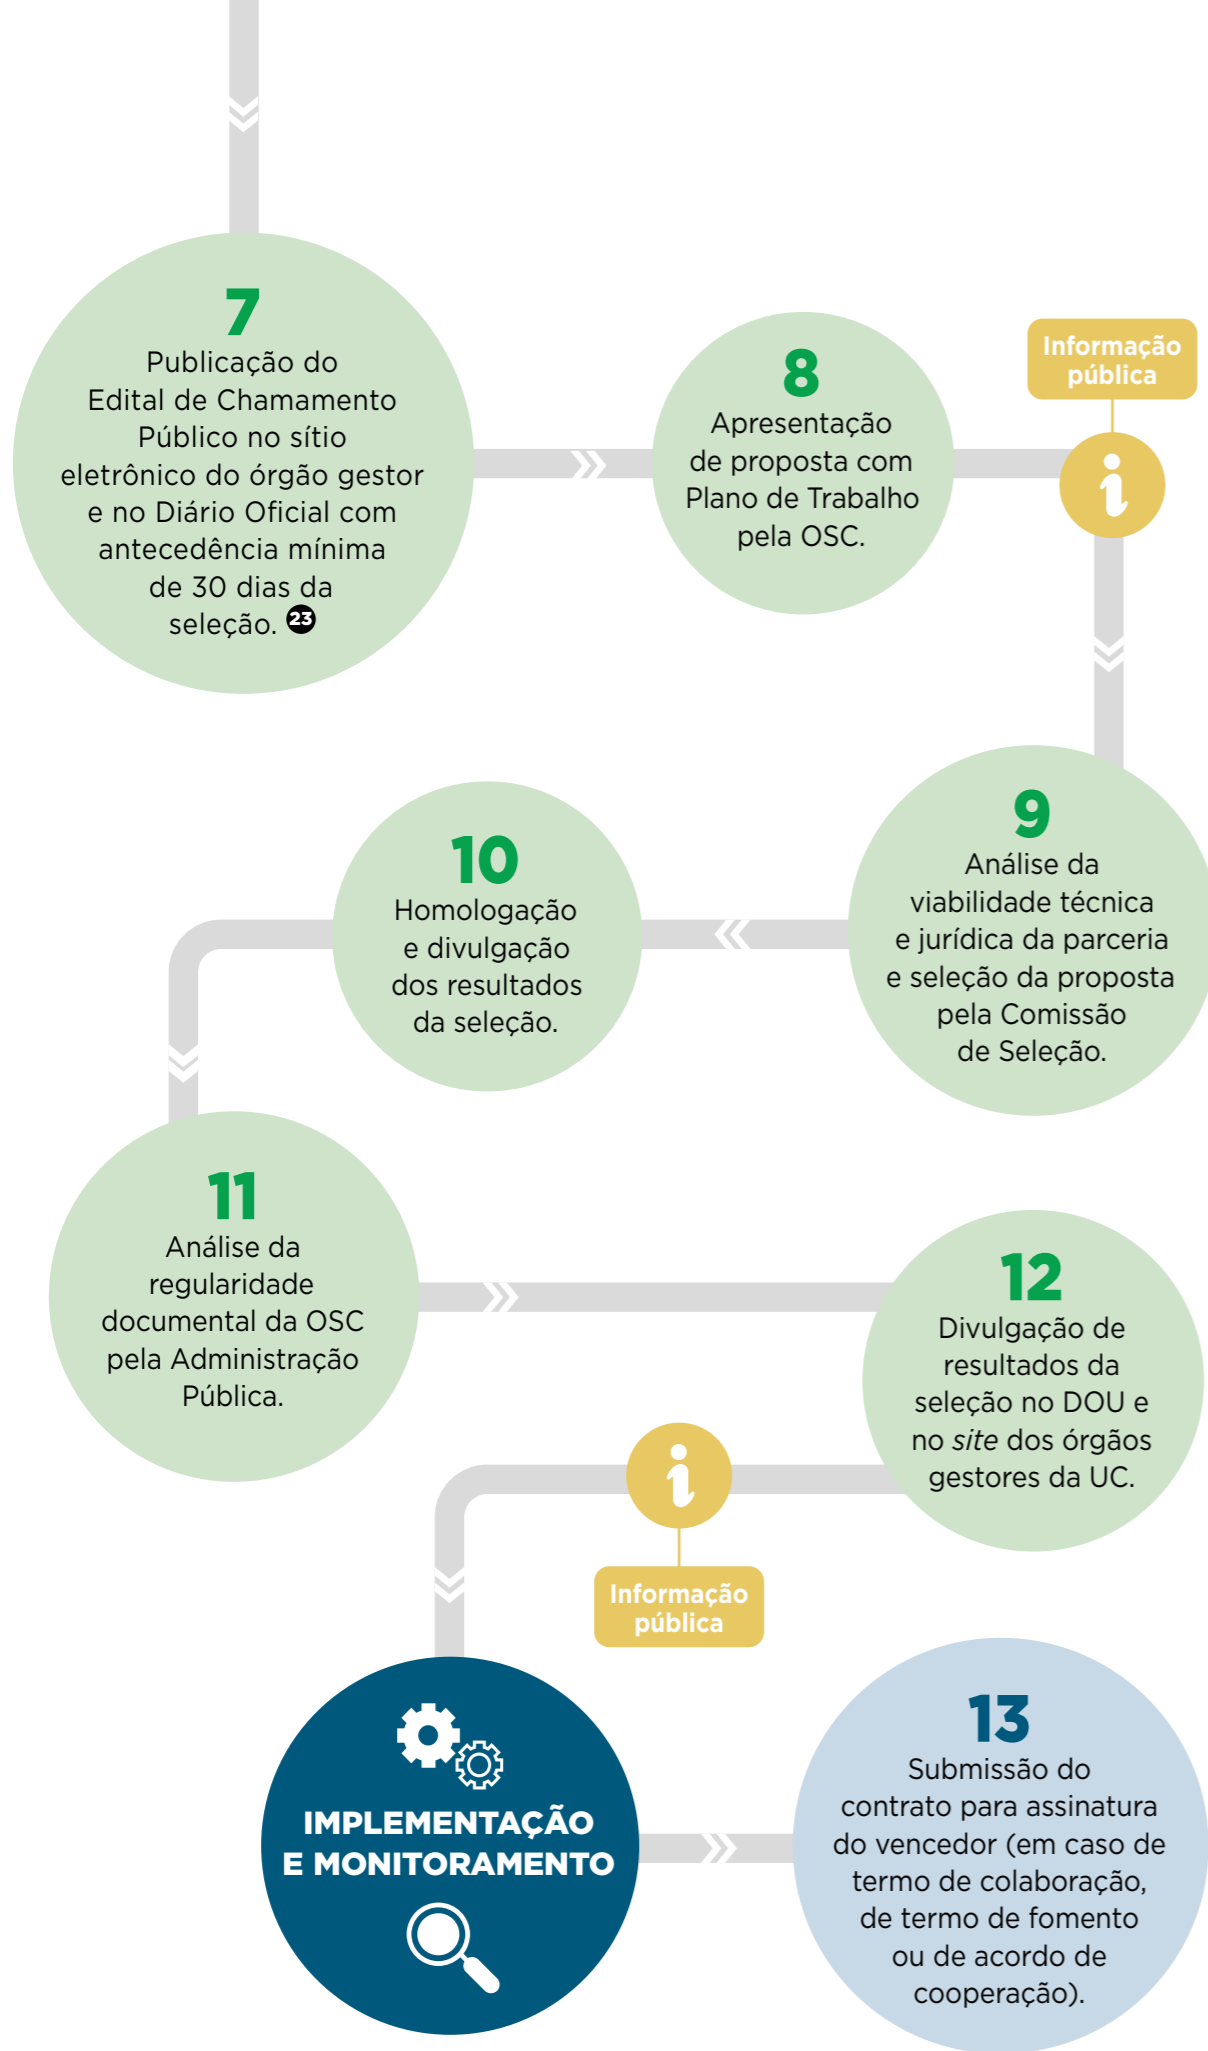 7
Publicação do
Edital de Chamamento
Público no sítio
eletrônico do órgão gestor
e no Diário Oficial com
antecedência mínima
de 30 dias da
seleção. 23
8
Apresentação
de proposta com
Plano de Trabalho
pela OSC.
Informação
pública
i
9
Análise da
viabilidade técnica
e jurídica da parceria
e seleção da proposta
pela Comissão
de Seleção.
10
Homologação
e divulgação
dos resultados
da seleção.
11
Análise da
regularidade
documental da OSC
pela Administração
Pública.
12
Divulgação de
resultados da
seleção no DOU e
no site dos órgãos
gestores da UC.
i
Informação
pública
IMPLEMENTAÇÃO
E MONITORAMENTO
13
Submissão do
contrato para assinatura
do vencedor (em caso de
termo de colaboração,
de termo de fomento
ou de acordo de
cooperação).